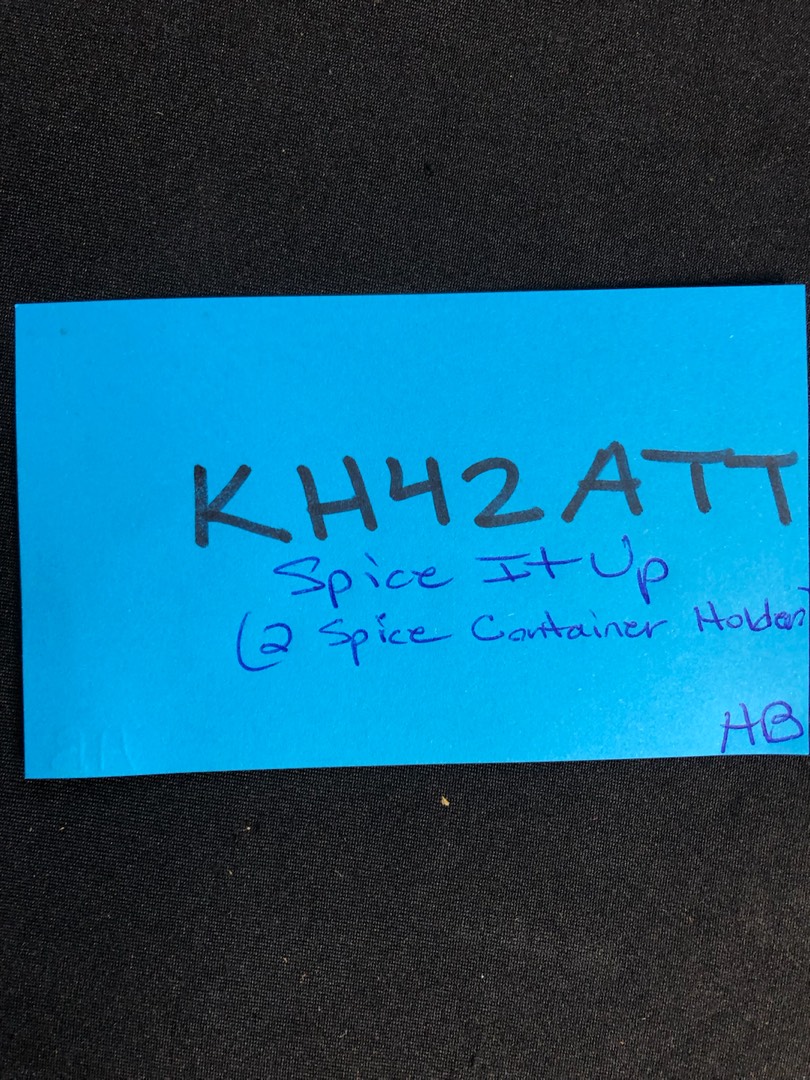 KH42ATT
Spice It Up
(2 Spice Container Holder)
HB